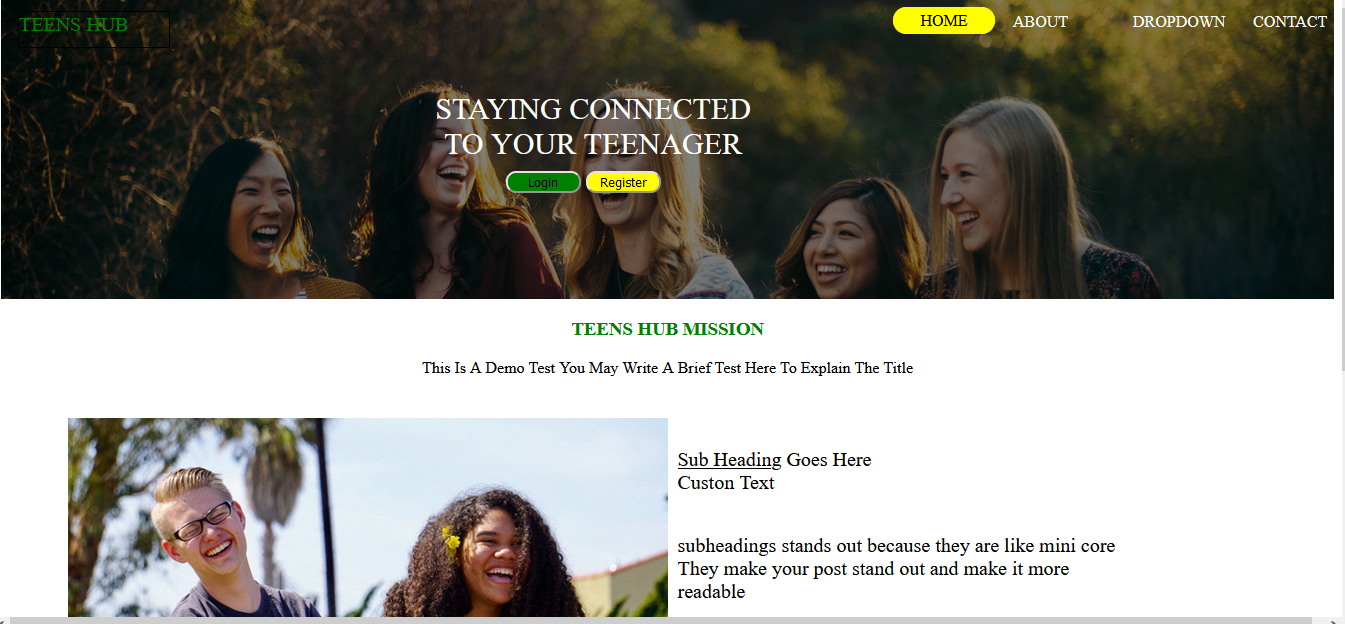 TEENS HUB
HOME ABOUT DROPDOWN CONTACT
STAYING CONNECTED
TO YOUR TEENAGER
Login Register
TEENS HUB MISSION
This Is A Demo Test You May Write A Brief Test Here To Explain The Title
Sub Heading Goes Here
Custon Text
subheadings stands out because they are like mini core
They make your post stand out and make it more
readable